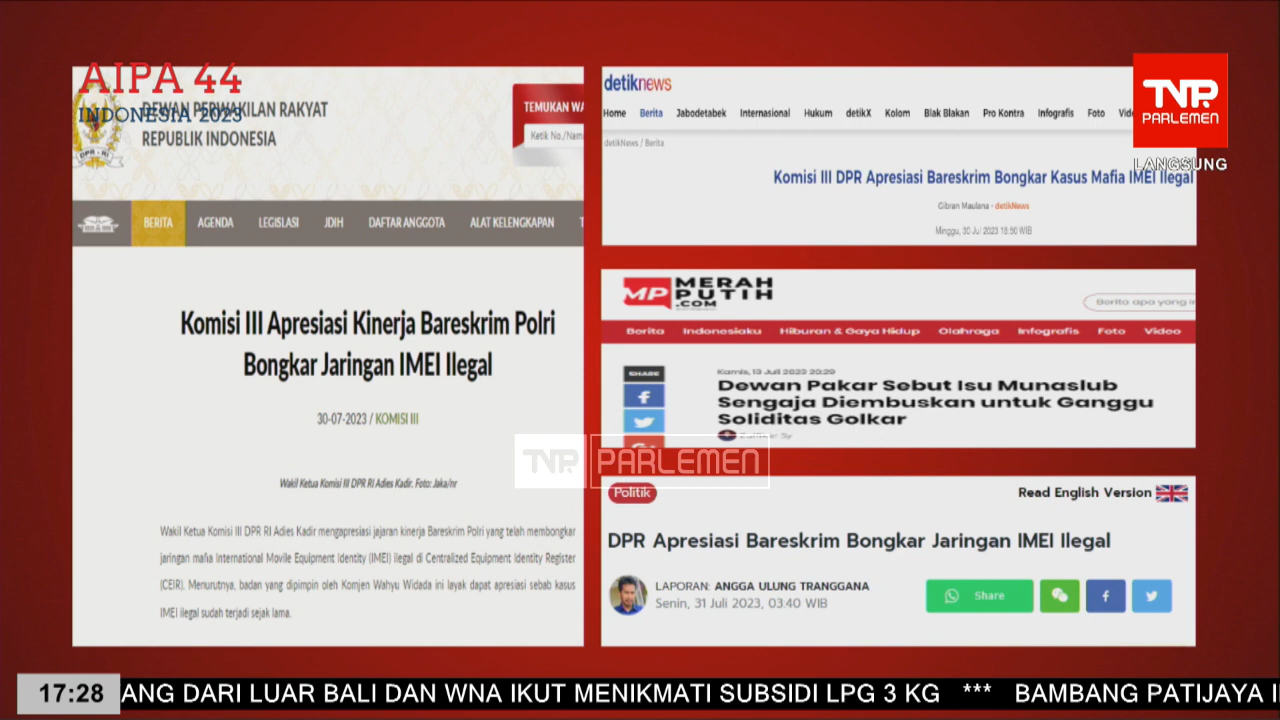 AIPA 44
INDONESIA 2023
DEWAN PERWAKILAN RAKYAT
REPUBLIK INDONESIA
DPR - RI
TEMUKAN WA
Ketik No./Nam
BERITA AGENDA LEGISLASI JDIH DAFTAR ANGGOTA ALAT KELENGKAPAN T
Komisi III Apresiasi Kinerja Bareskrim Polri
Bongkar Jaringan IMEI Ilegal
30-07-2023 / KOMISI III
Wakil Ketua Komisi III DPR RI Adies Kadir. Foto: Jaka/nr
Wakil Ketua Komisi III DPR RI Adies Kadir mengapresiasi jajaran kinerja Bareskrim Polri yang telah membongkar
jaringan mafia International Movile Equipment Identity (IMEI) ilegal di Centralized Equipment Identity Register
(CEIR). Menurutnya, badan yang dipimpin oleh Komjen Wahyu Widada ini layak dapat apresiasi sebab kasus
IMEI ilegal sudah terjadi sejak lama.
detiknews
Home Berita Jabodetabek Internasional Hukum detikX Kolom Blak Blakan Pro Kontra Infografis Foto Vide
detikNews / Berita
Komisi III DPR Apresiasi Bareskrim Bongkar Kasus Mafia IMEI Ilegal
Gibran Maulana - detikNews
Minggu, 30 Jul 2023 18:50 WIB
TVR
PARLEMEN
LANGSUNG
MP MERAH
PUTIH
.COM
Berita apa yang in
Berita Indonesiaku Hiburan & Gaya Hidup Olahraga Infografis Foto Video
SHARE
Kamis, 13 Juli 2023 20:29
Dewan Pakar Sebut Isu Munaslub
Sengaja Diembuskan untuk Ganggu
Soliditas Golkar
TVR PARLEMEN
Politik
Read English Version
DPR Apresiasi Bareskrim Bongkar Jaringan IMEI Ilegal
LAPORAN: ANGGA ULUNG TRANGGANA
Senin, 31 Juli 2023, 03:40 WIB
Share
17:28 ANG DARI LUAR BALI DAN WNA IKUT MENIKMATI SUBSIDI LPG 3 KG *** BAMBANG PATIJAYA I